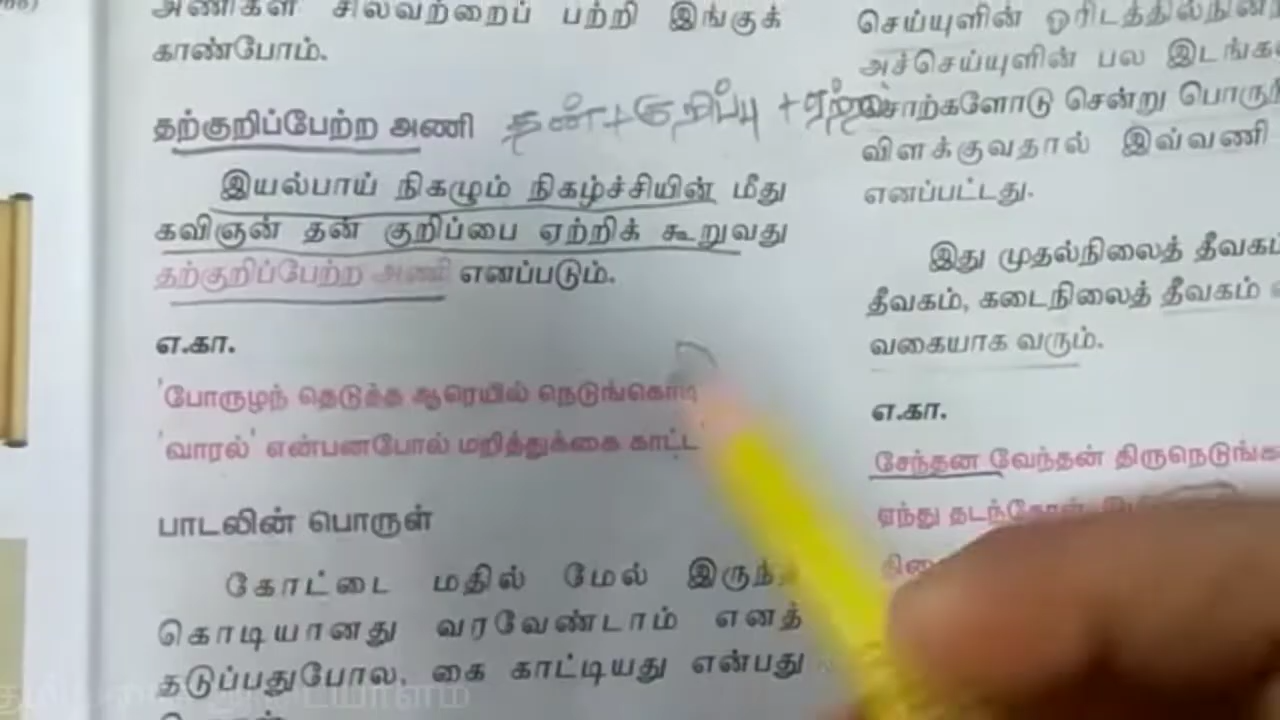 அணிகள் சிலவற்றைப் பற்றி இங்குக்
காண்போம்.
தற்குறிப்பேற்ற அணி தன்+குறிப்பு +ஏற்ற
இயல்பாய் நிகழும் நிகழ்ச்சியின் மீது
கவிஞன் தன் குறிப்பை ஏற்றிக் கூறுவது
தற்குறிப்பேற்ற அணி எனப்படும்.
எ.கா.
'போருழந் தெடுத்த ஆரெயில் நெடுங்கொடி
'வாரல்' என்பனபோல் மறித்துக்கை காட்ட'
பாடலின் பொருள்
கோட்டை மதில் மேல் இருந்த
கொடியானது வரவேண்டாம் எனத்
தடுப்பதுபோல, கை காட்டியது என்பது
செய்யுளின் ஓரிடத்தில்
அச்செய்யுளின் பல
சொற்களோடு சென்று
விளக்குவதால் இவ்வணி
எனப்பட்டது.
இது முதல்நிலைத் தீவகம்
தீவகம், கடைநிலைத் தீவகம்
வகையாக வரும்.
எ.கா.
சேந்தன வேந்தன்
ஏந்து